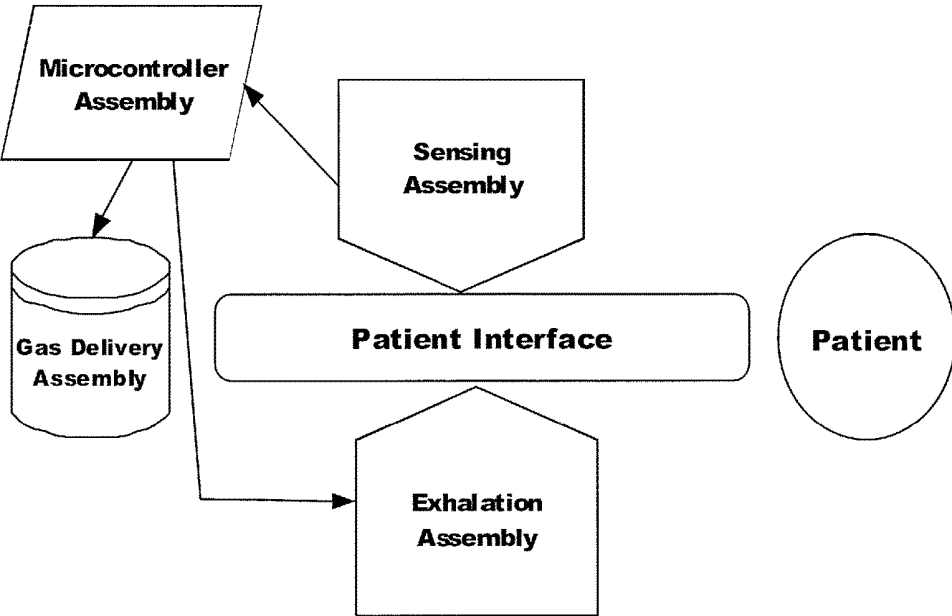 Microcontroller
Assembly
Sensing
Assembly
Gas Delivery
Assembly
Patient Interface
Patient
Exhalation
Assembly